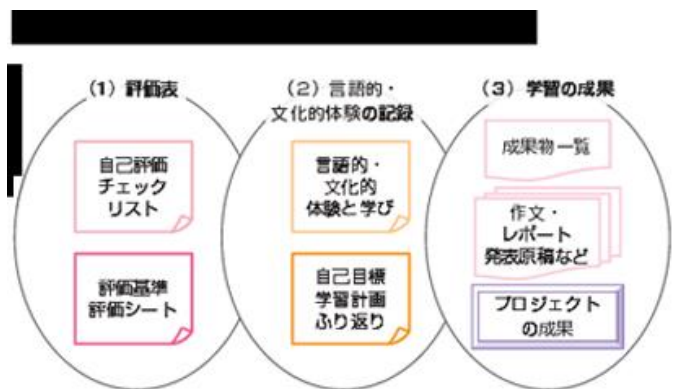 (1) 評価表
自己評価
チェック
リスト
評価基準
評価シート
(2) 言語的・
文化的体験の記録
言語的・
文化的
体験と学び
自己目標
学習計画
ふり返り
(3) 学習の成果
成果物一覧
作文・
レポート
発表原稿など
プロジェクト
の成果